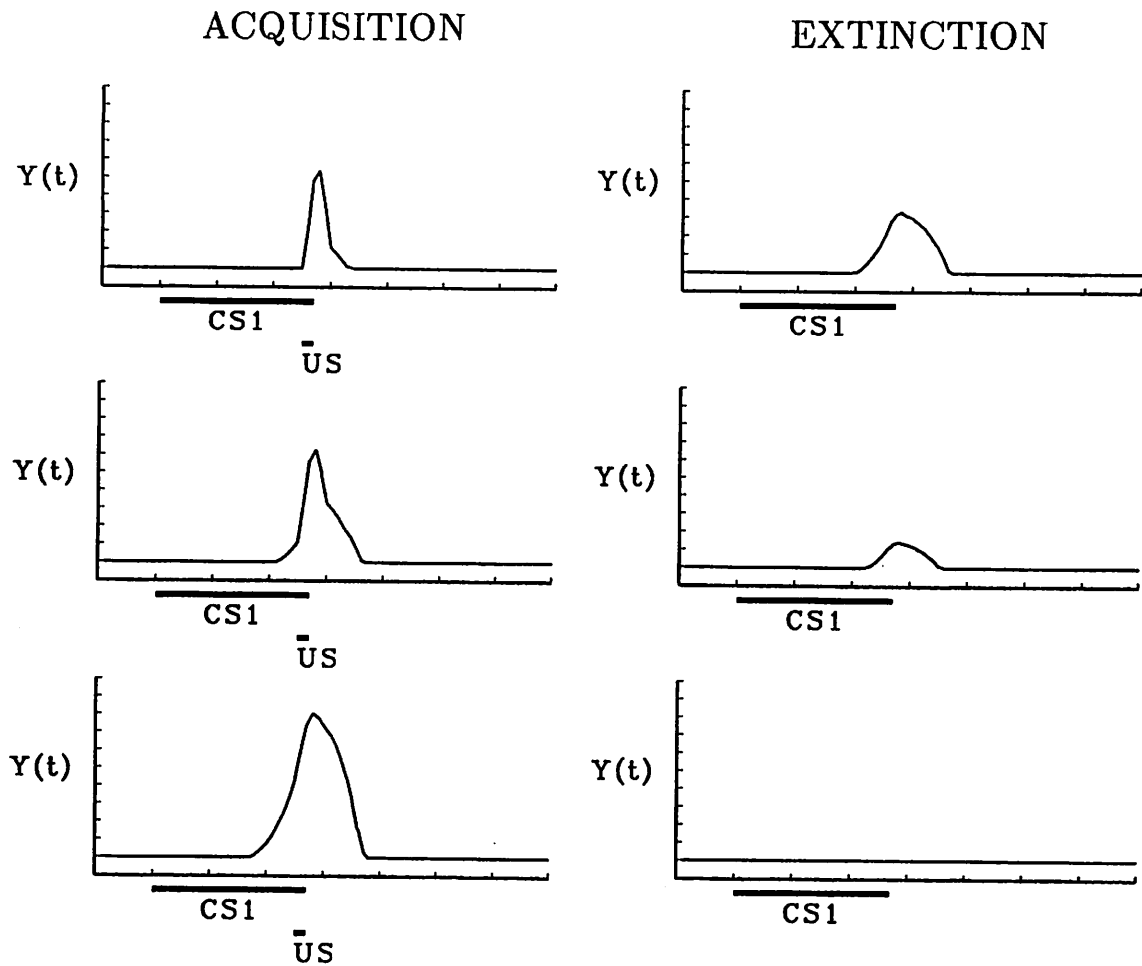 ACQUISITION
EXTINCTION
Y(t)
CS1
US
Y(t)
CS1
Y(t)
CS1
US
Y(t)
CS1
Y(t)
CS1
US
Y(t)
CS1